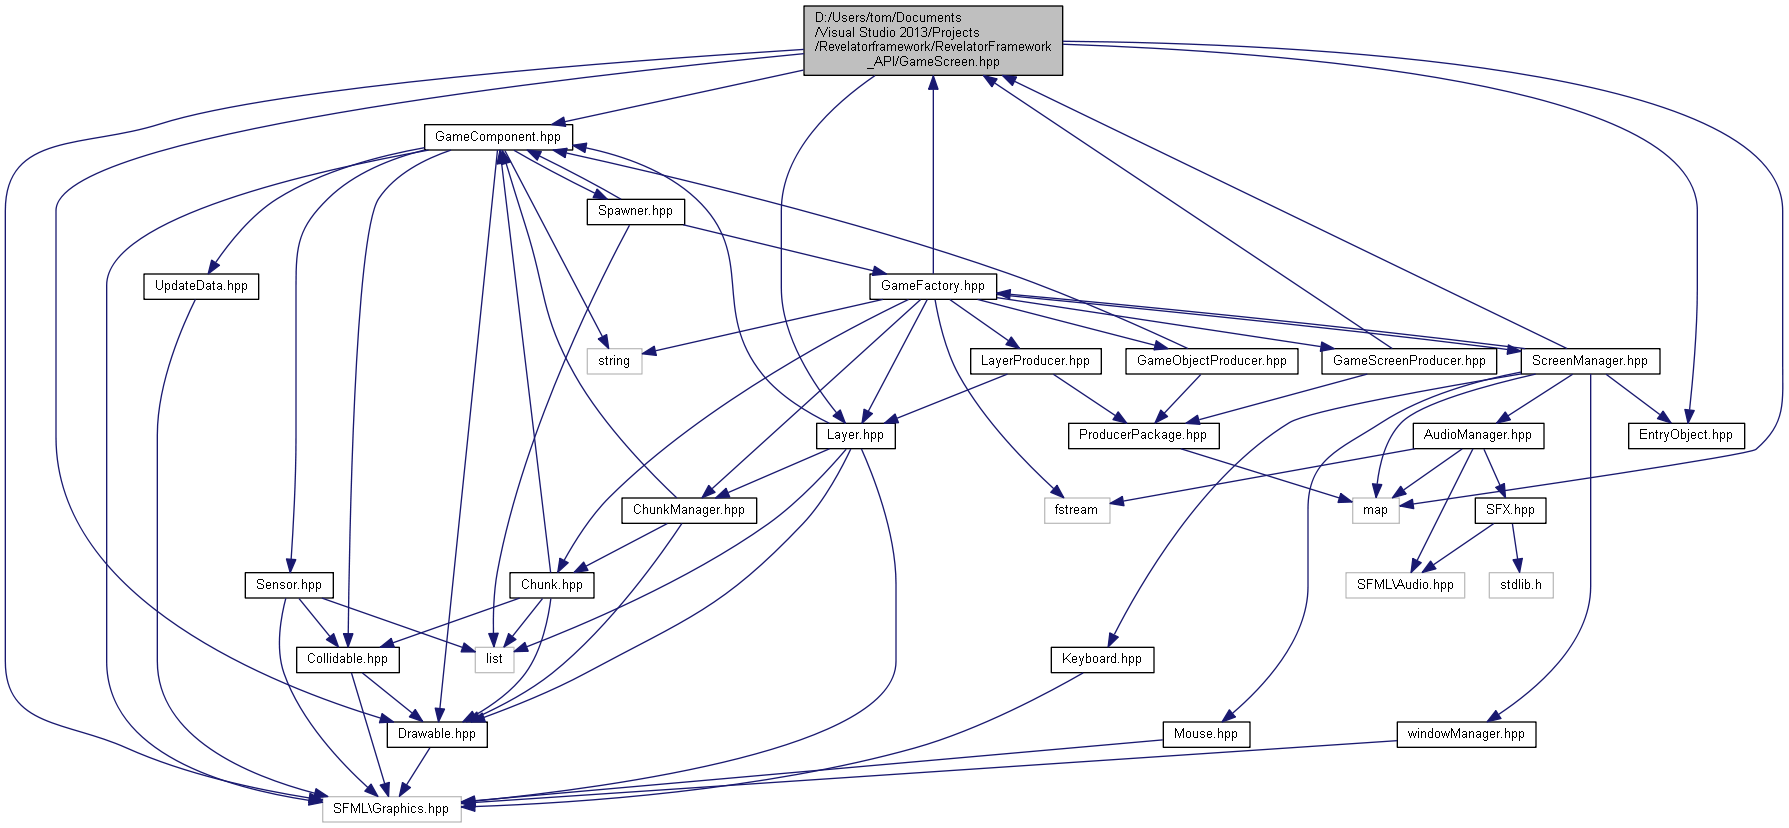 D:/Users/tom/Documents
/Visual Studio 2013/Projects
/Revelatorframework/RevelatorFramework
_API/GameScreen.hpp
GameComponent.hpp
Spawner.hpp
UpdateData.hpp
GameFactory.hpp
string
LayerProducer.hpp
GameObjectProducer.hpp
GameScreenProducer.hpp
ScreenManager.hpp
Layer.hpp
ProducerPackage.hpp
AudioManager.hpp
EntryObject.hpp
ChunkManager.hpp
fstream
map
SFX.hpp
Sensor.hpp
Chunk.hpp
SFML\Audio.hpp
stdlib.h
Collidable.hpp
list
Keyboard.hpp
Drawable.hpp
Mouse.hpp
windowManager.hpp
SFML\Graphics.hpp